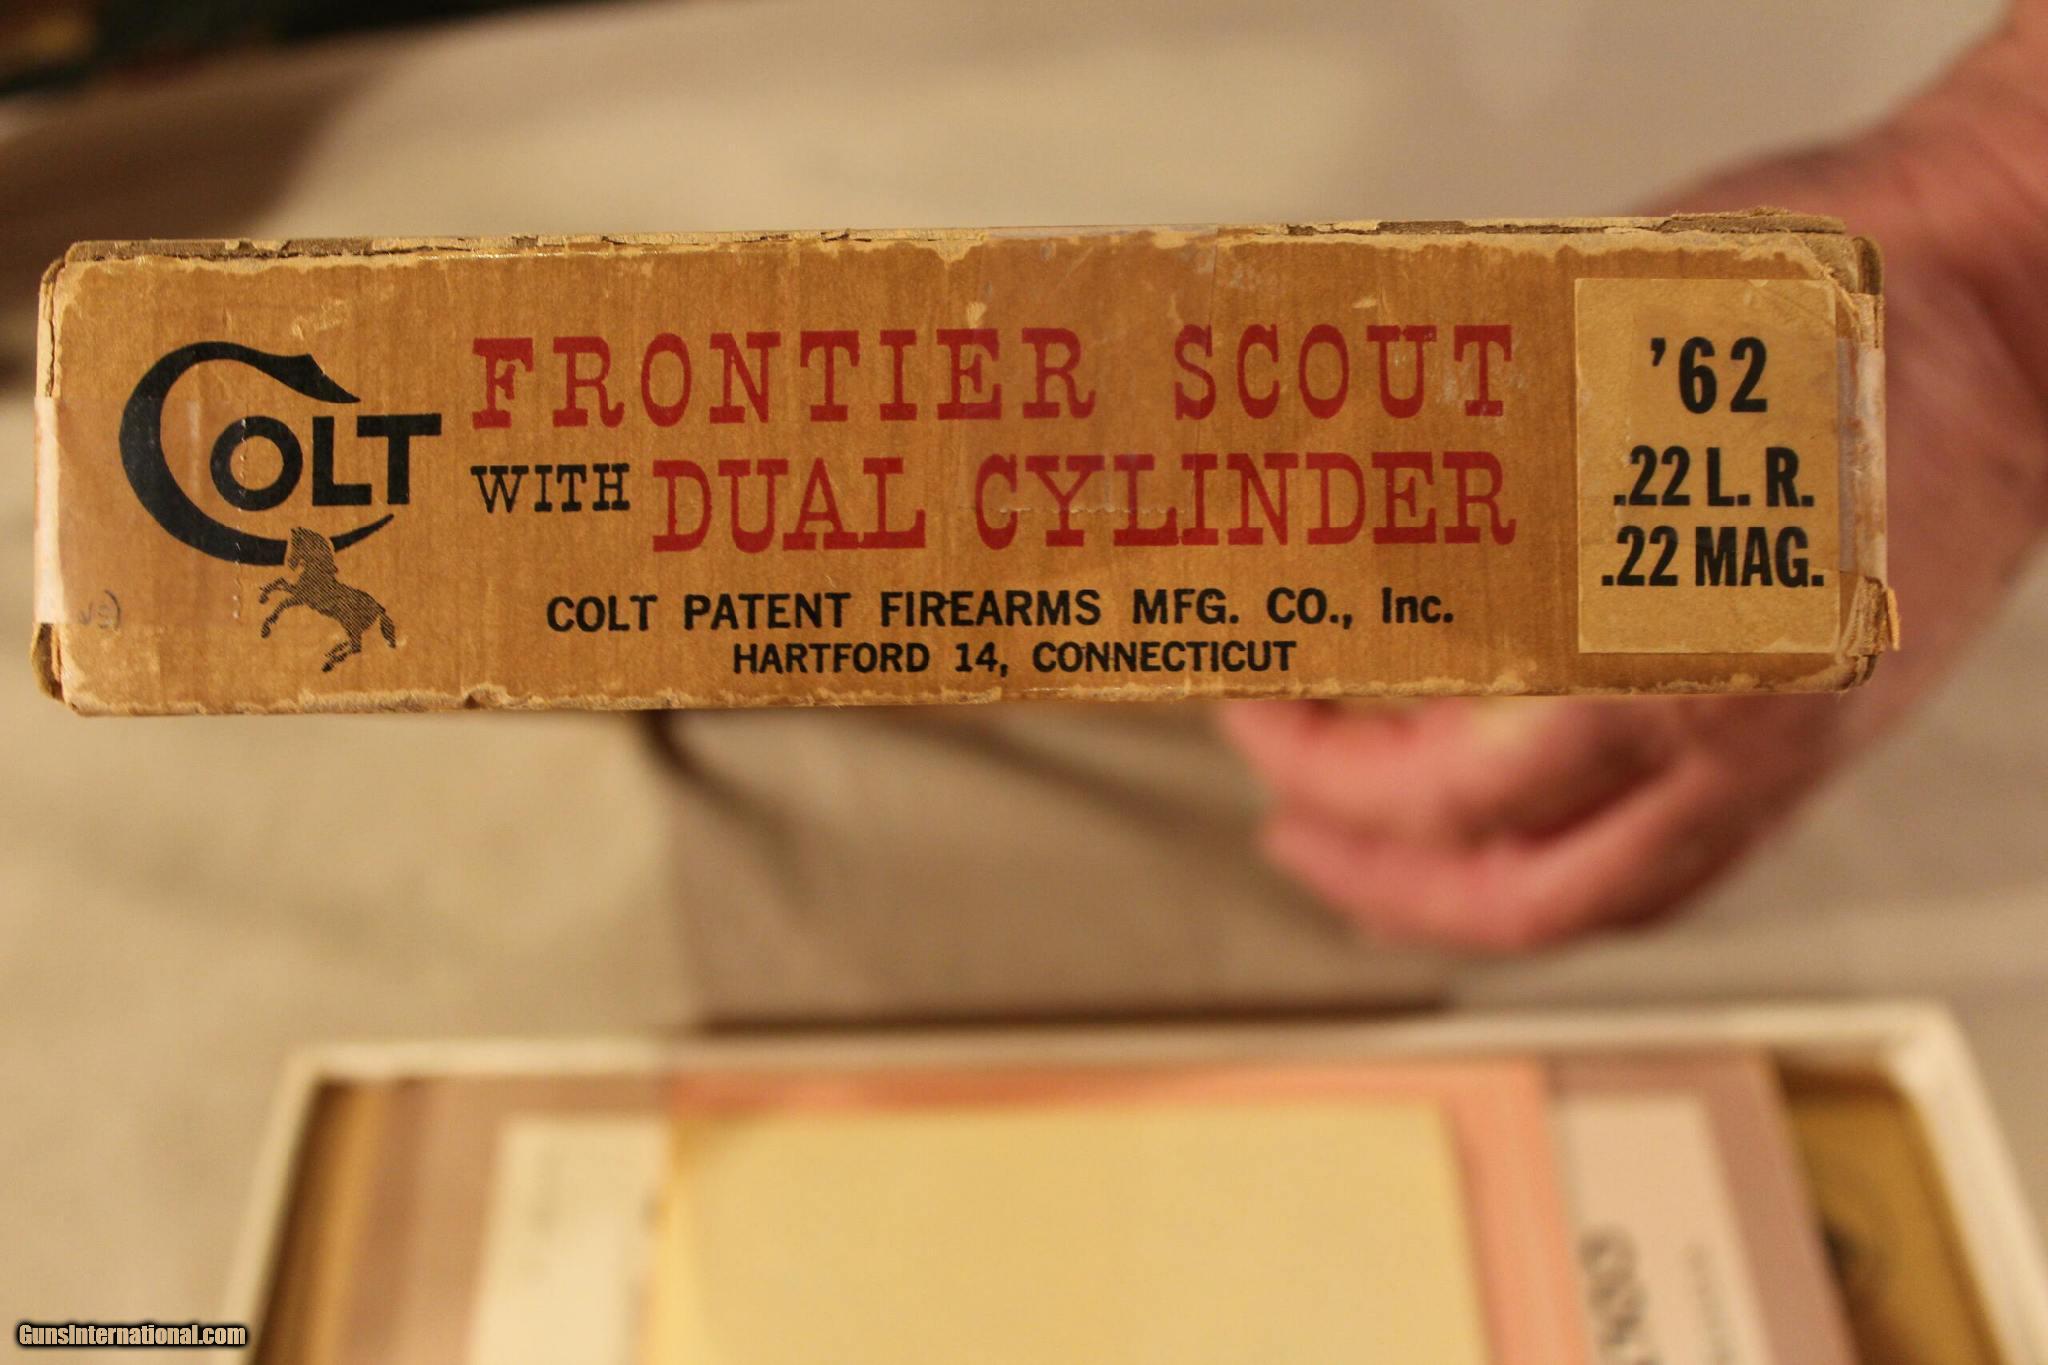 COLT
FRONTIER SCOUT
WITH DUAL CYLINDER
COLT PATENT FIREARMS MFG. CO., Inc.
HARTFORD 14, CONNECTICUT
'62
.22 L. R.
.22 MAG.
GunsInternational.com